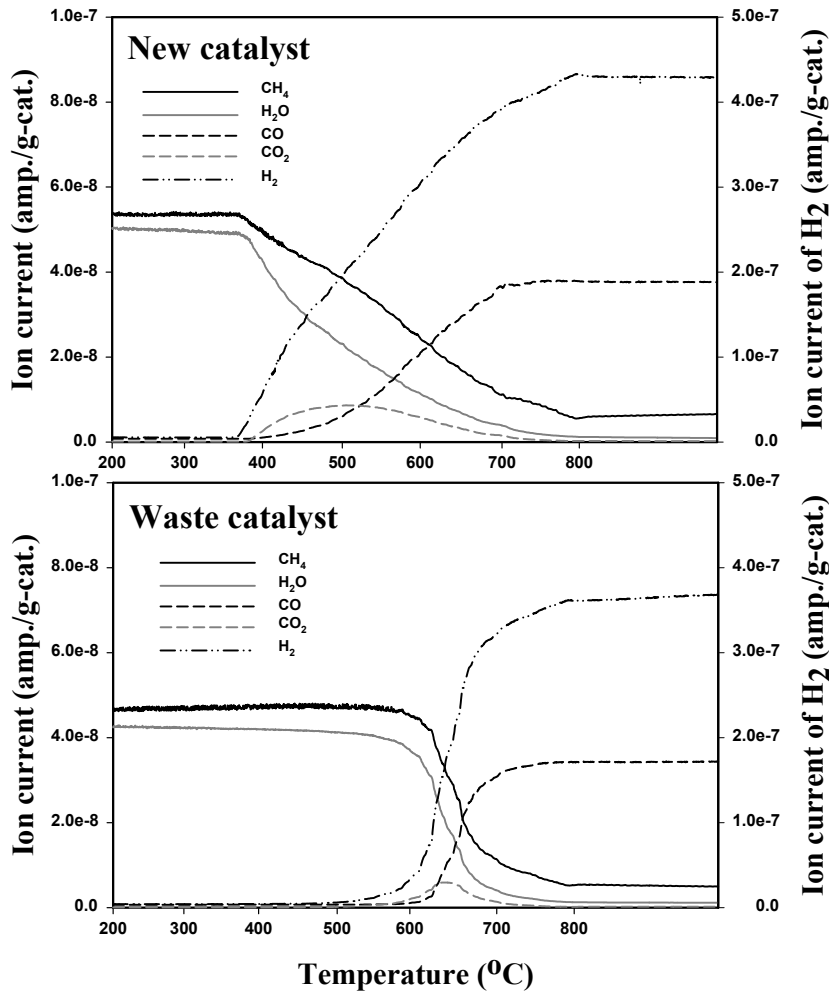 New catalyst
CH4
H2O
CO
CO2
H2
Ion current (amp./g-cat.)
1.0e-7
8.0e-8
6.0e-8
4.0e-8
2.0e-8
0.0
5.0e-7
4.0e-7
3.0e-7
2.0e-7
1.0e-7
0.0
Ion current of H2 (amp./g-cat.)
200 300 400 500 600 700 800
Waste catalyst
CH4
H2O
CO
CO2
H2
Ion current (amp./g-cat.)
1.0e-7
8.0e-8
6.0e-8
4.0e-8
2.0e-8
0.0
5.0e-7
4.0e-7
3.0e-7
2.0e-7
1.0e-7
0.0
Ion current of H2 (amp./g-cat.)
200 300 400 500 600 700 800
Temperature (oC)